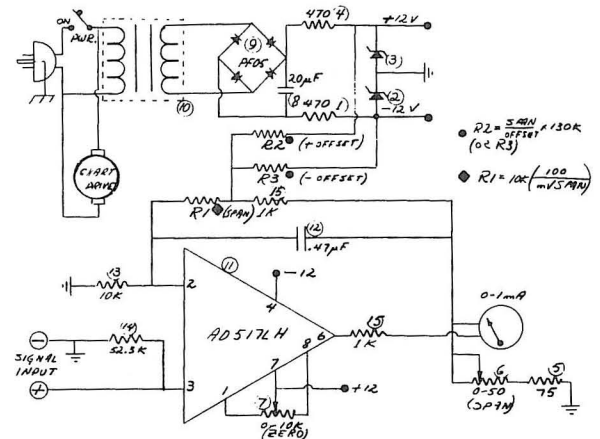 ON
PWR.
(9)
PF05
(10)
470 4)
+12V
(3)
20µF
(8
470 1)
(2)
-12V
R2 (+ OFFSET)
R3 (- OFFSET)
R2 = SPAN/OFFSET × 130K
(OR R3)
R1 = 10K (100/mV SPAN)
CHART
DRIVE
R1 (SPAN)
15
1K
(12)
.47µF
(13
10K
2
(11)
-12
4
0-1mA
AD517LH
6
(5)
1K
SIGNAL
INPUT
(14)
52.3K
3
8
7
1
+12
(7)
0-10K
(ZERO)
(6
0-50
(SPAN)
(5)
75